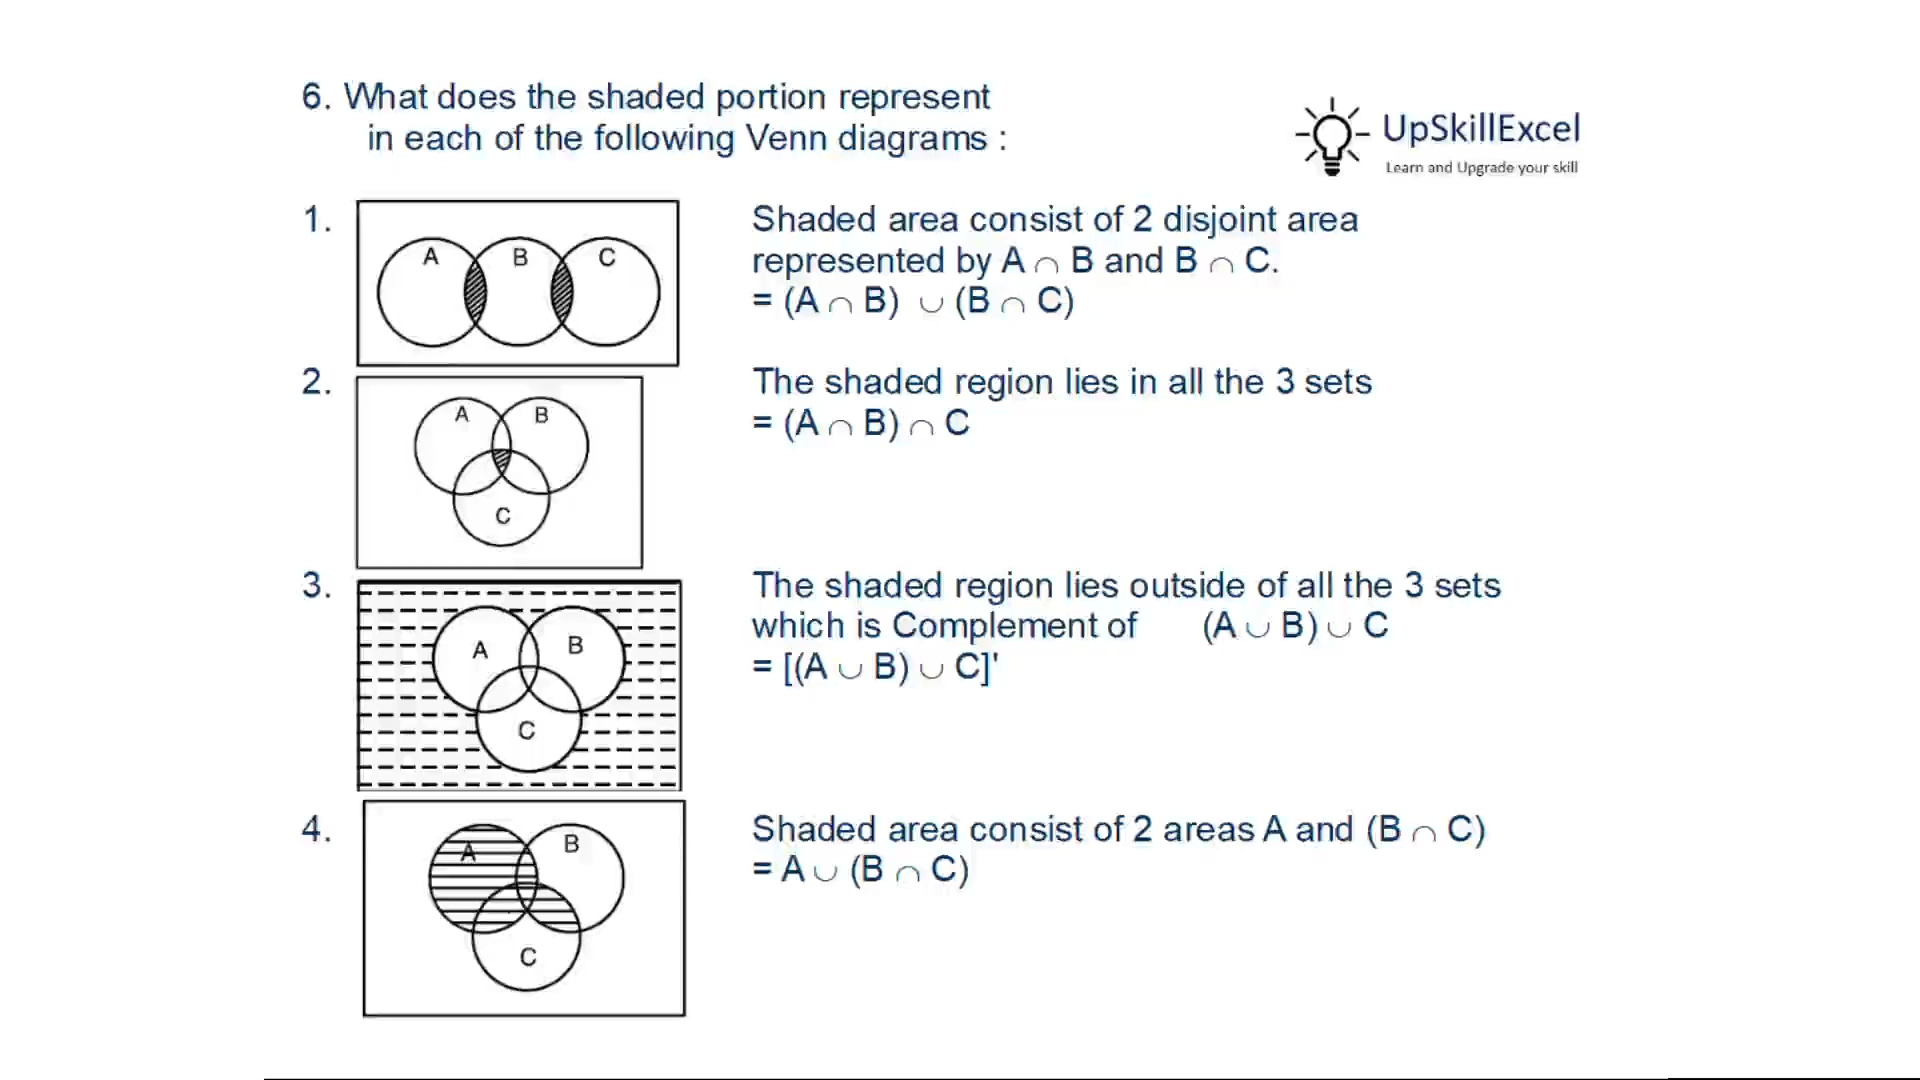 6. What does the shaded portion represent
in each of the following Venn diagrams :
UpSkillExcel
Learn and Upgrade your skill
1.
A B C
Shaded area consist of 2 disjoint area
represented by A ∩ B and B ∩ C.
= (A ∩ B) ∪ (B ∩ C)
2.
A B
C
The shaded region lies in all the 3 sets
= (A ∩ B) ∩ C
3.
A B
C
The shaded region lies outside of all the 3 sets
which is Complement of (A ∪ B) ∪ C
= [(A ∪ B) ∪ C]'
4.
A B
C
Shaded area consist of 2 areas A and (B ∩ C)
= A ∪ (B ∩ C)